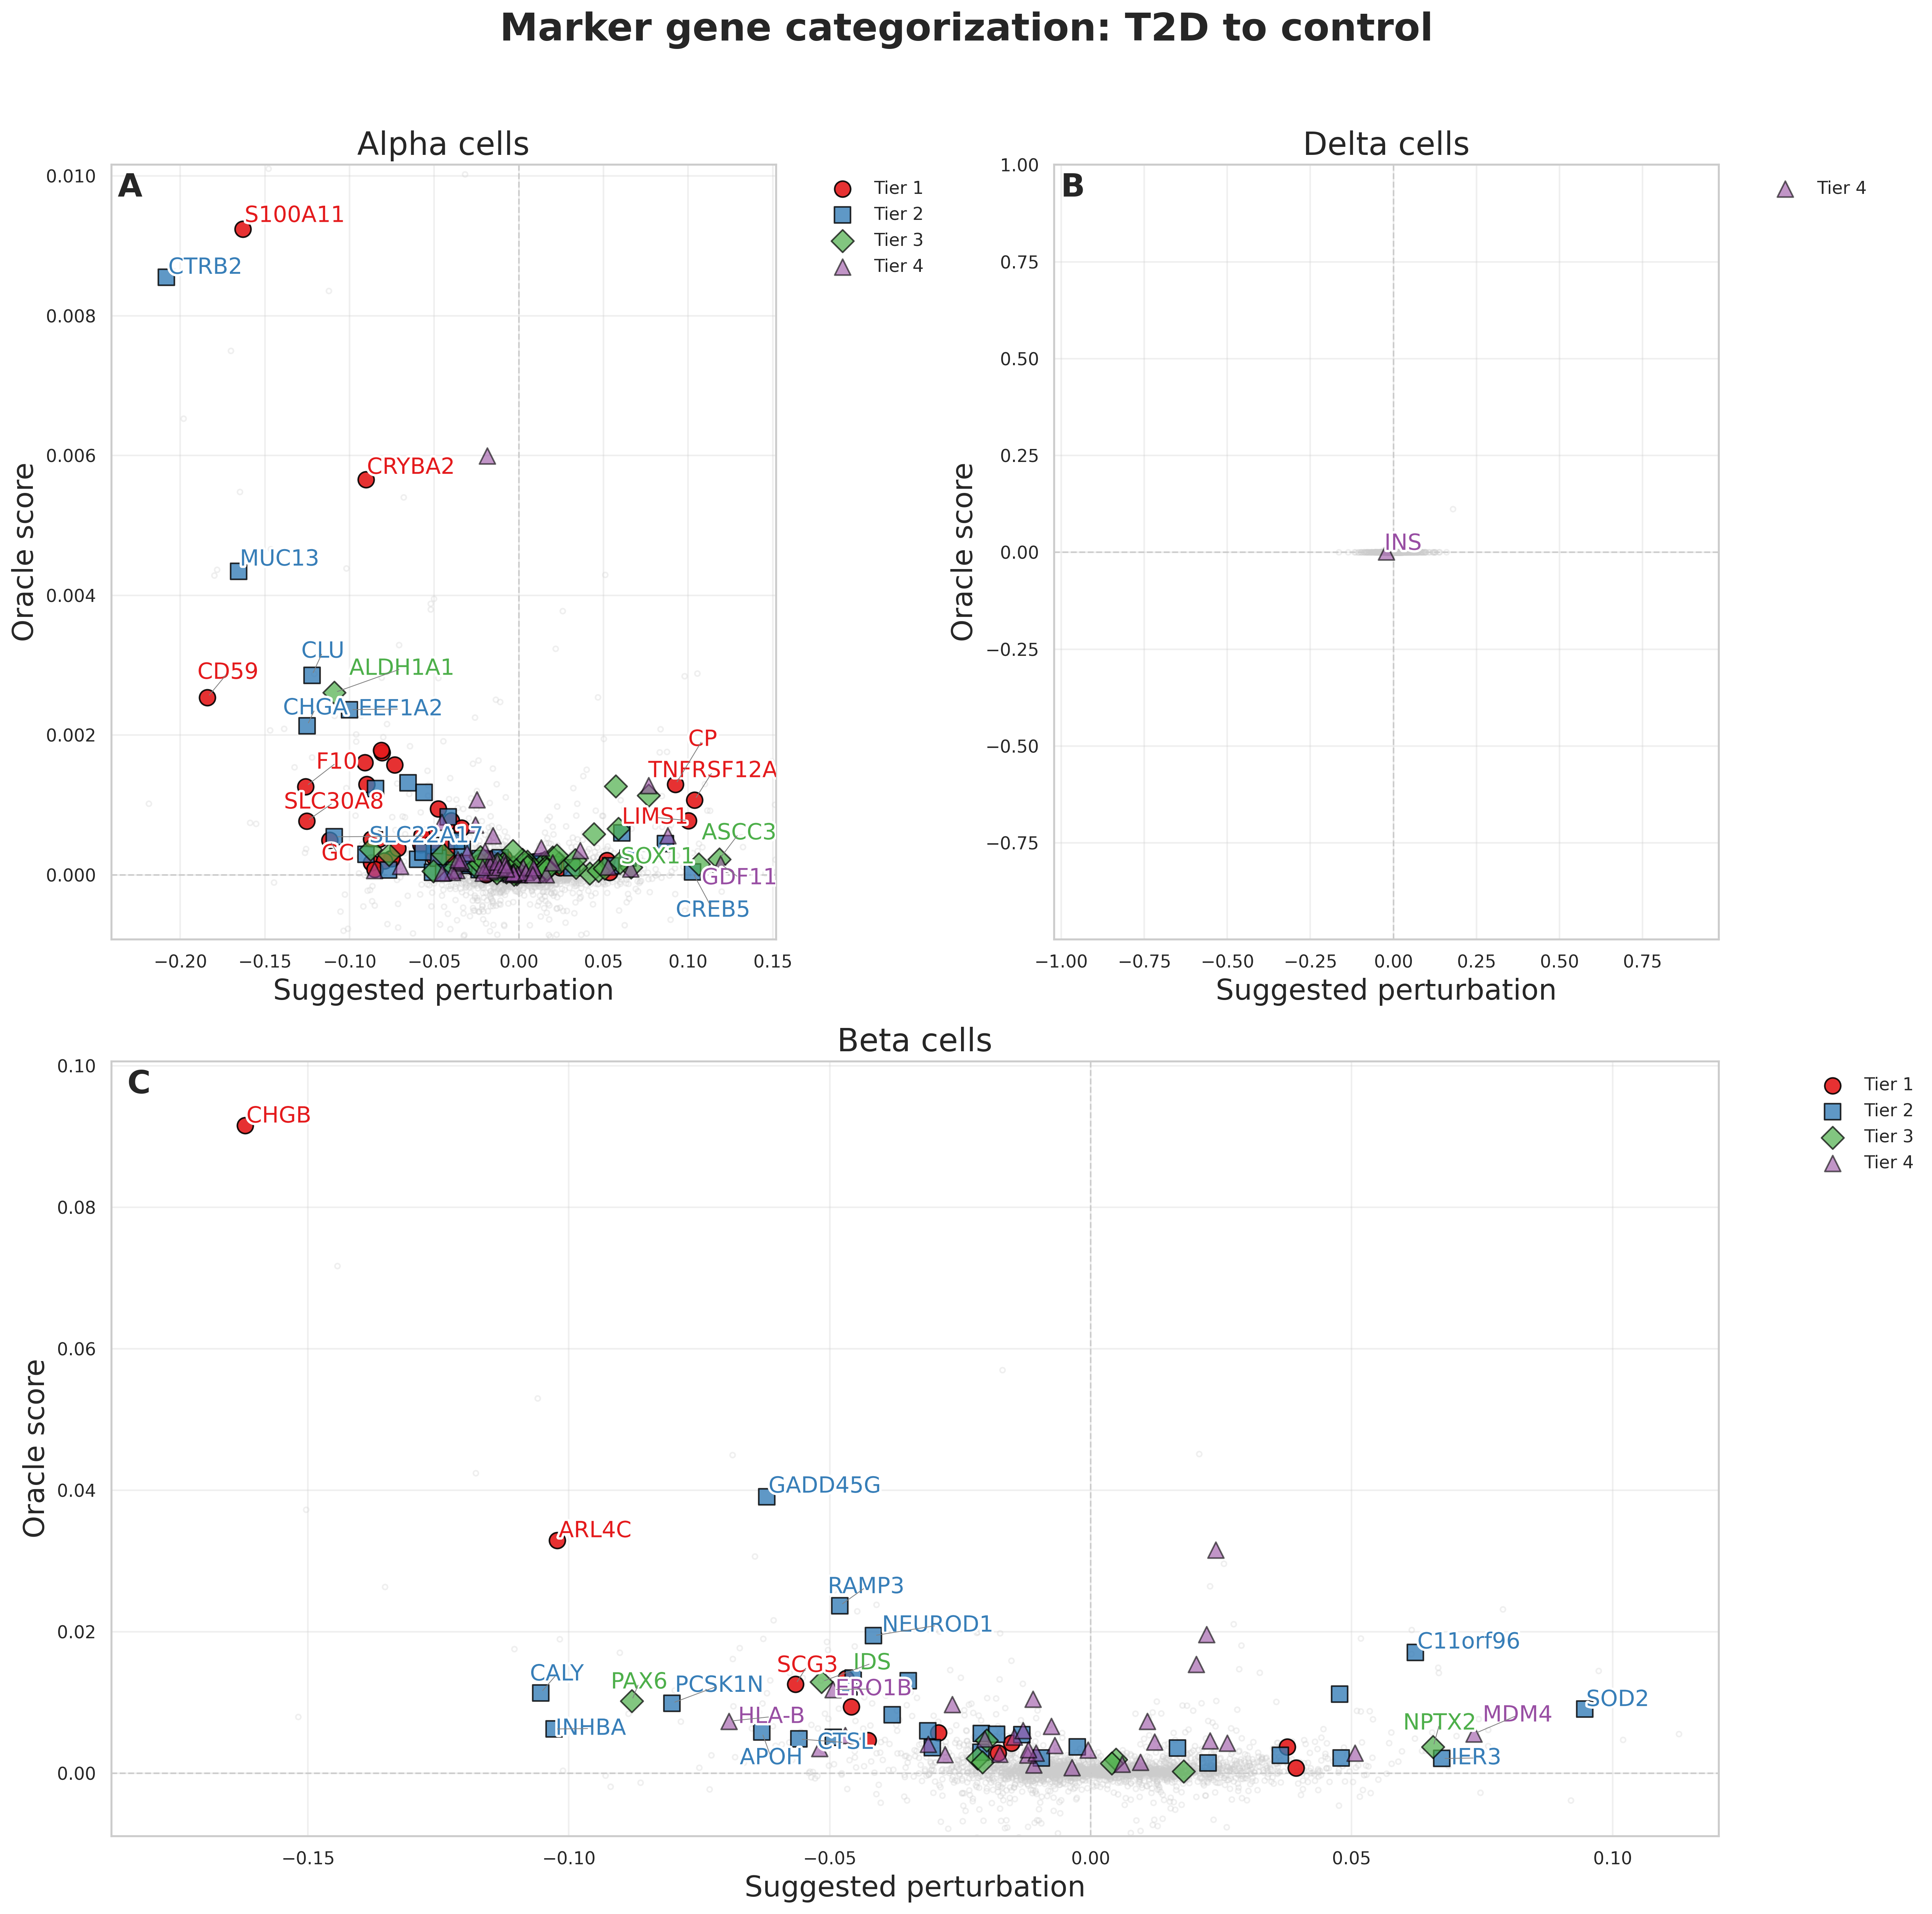 Marker gene categorization: T2D to control
Alpha cells
A
Oracle score
0.010
0.008
0.006
0.004
0.002
0.000
S100A11
CTRB2
CRYBA2
MUC13
CLU
ALDH1A1
CD59
CHGA
EEF1A2
CP
F10
TNFRSF12A
SLC30A8
LIMS1
SLC22A17
ASCC3
GC
SOX11
GDF11
CREB5
−0.20
−0.15
−0.10
−0.05
0.00
0.05
0.10
0.15
Suggested perturbation
Tier 1
Tier 2
Tier 3
Tier 4
Delta cells
B
Oracle score
1.00
0.75
0.50
0.25
0.00
−0.25
−0.50
−0.75
INS
−1.00
−0.75
−0.50
−0.25
0.00
0.25
0.50
0.75
Suggested perturbation
Tier 4
Beta cells
C
Oracle score
0.10
0.08
0.06
0.04
0.02
0.00
CHGB
GADD45G
ARL4C
RAMP3
NEUROD1
C11orf96
SCG3
IDS
CALY
PAX6
PCSK1N
ERO1B
SOD2
HLA-B
MDM4
NPTX2
INHBA
CTSL
APOH
IER3
−0.15
−0.10
−0.05
0.00
0.05
0.10
Suggested perturbation
Tier 1
Tier 2
Tier 3
Tier 4